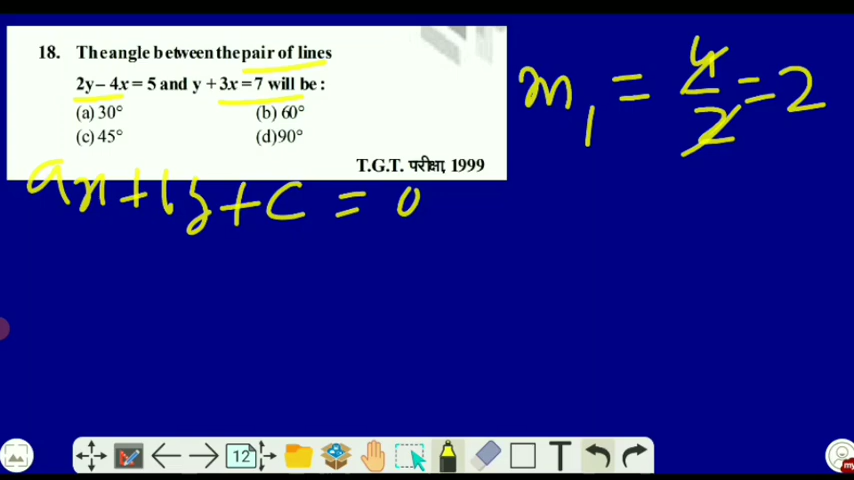 18. The angle between the pair of lines
2y – 4x = 5 and y + 3x = 7 will be :
(a) 30° (b) 60°
(c) 45° (d) 90°
T.G.T. परीक्षा, 1999
m₁ = 4/2 = 2
ax + by + c = 0
12
T
my